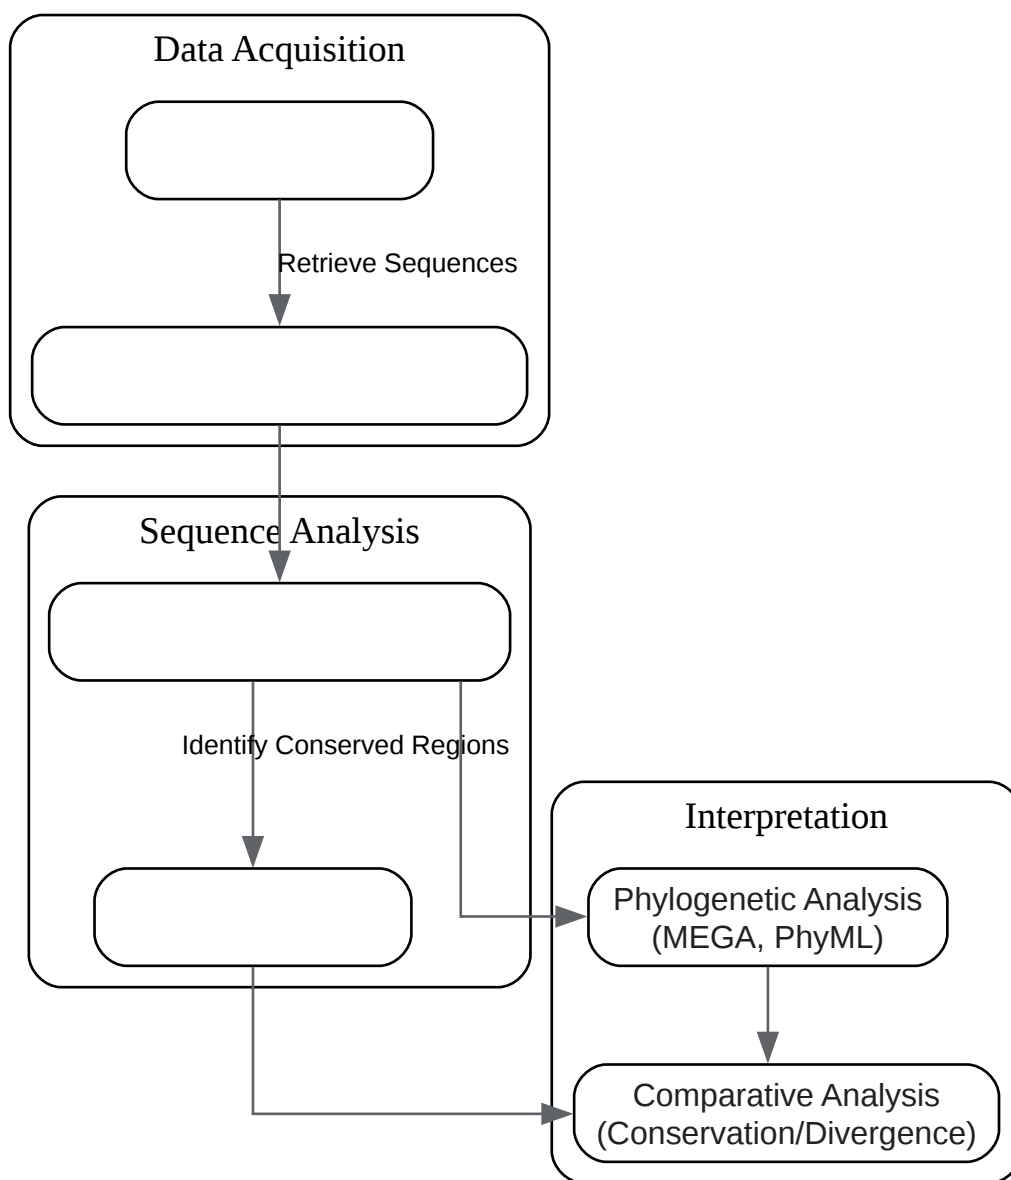 Data Acquisition
Retrieve Sequences
Sequence Analysis
Identify Conserved Regions
Interpretation
Phylogenetic Analysis
(MEGA, PhyML)
Comparative Analysis
(Conservation/Divergence)